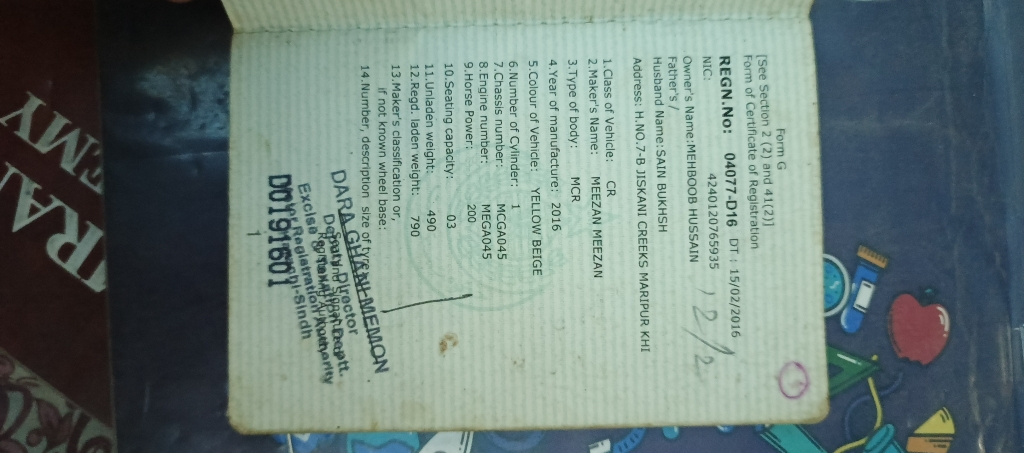 Form G
[See Section 2 (2) and 41(2)]
Form of Certificate of Registration
REGN.No: 04077-D16 DT : 15/02/2016
NIC: 4240120765935
Owner's Name:MEHBOOB HUSSAIN
Father's/
Husband Name:SAIN BUKHSH
Address: H.NO.7-B JISKANI CREEKS MARIPUR KHI
1.Class of Vehicle: CR
2.Maker's Name: MEEZAN MEEZAN
3.Type of body: MCR
4.Year of manufacture: 2016
5.Colour of Vehicle: YELLOW BEIGE
6.Number of Cylinder: 1
7.Chassis number: MCGA045
8.Engine number: MEGA045
9.Horse Power: 200
10.Seating capacity: 03
11.Unladen weight: 490
12.Regd. laden weight: 790
13.Maker's classification or,
if not known wheel base:
14.Number, description size of
DARA GHANI MEMON
Deputy Director
Excise & Taxation Deptt.
Registration Authority
Sindh
D00191601
1
12/2
EMY